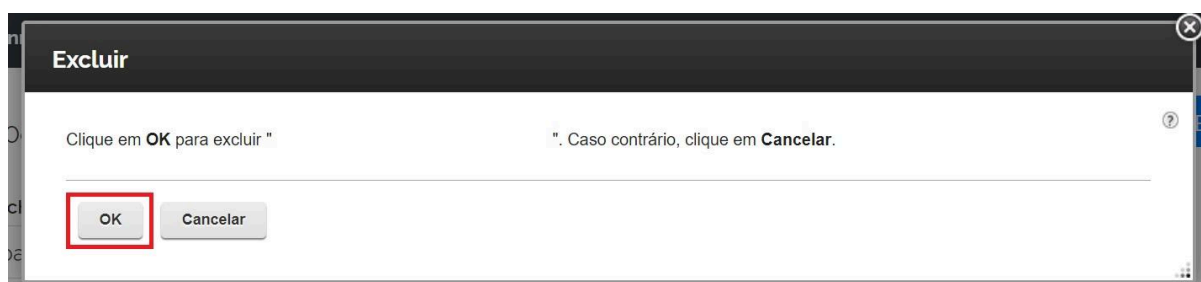 Excluir
Clique em OK para excluir " ". Caso contrário, clique em Cancelar.
OK Cancelar